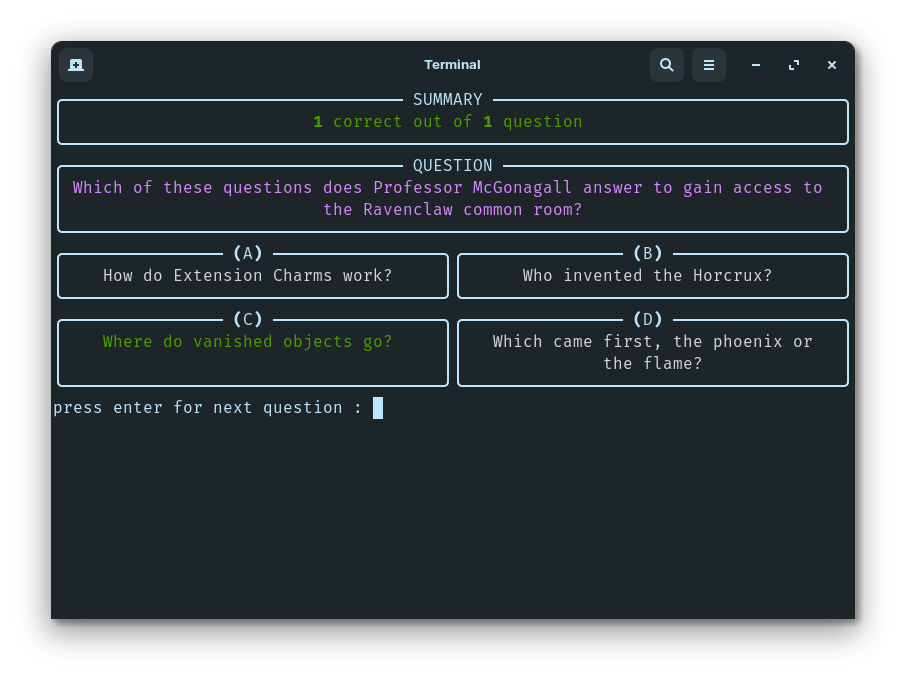 Terminal
SUMMARY
1 correct out of 1 question
QUESTION
Which of these questions does Professor McGonagall answer to gain access to
the Ravenclaw common room?
(A)
How do Extension Charms work?
(B)
Who invented the Horcrux?
(C)
Where do vanished objects go?
(D)
Which came first, the phoenix or
the flame?
press enter for next question :